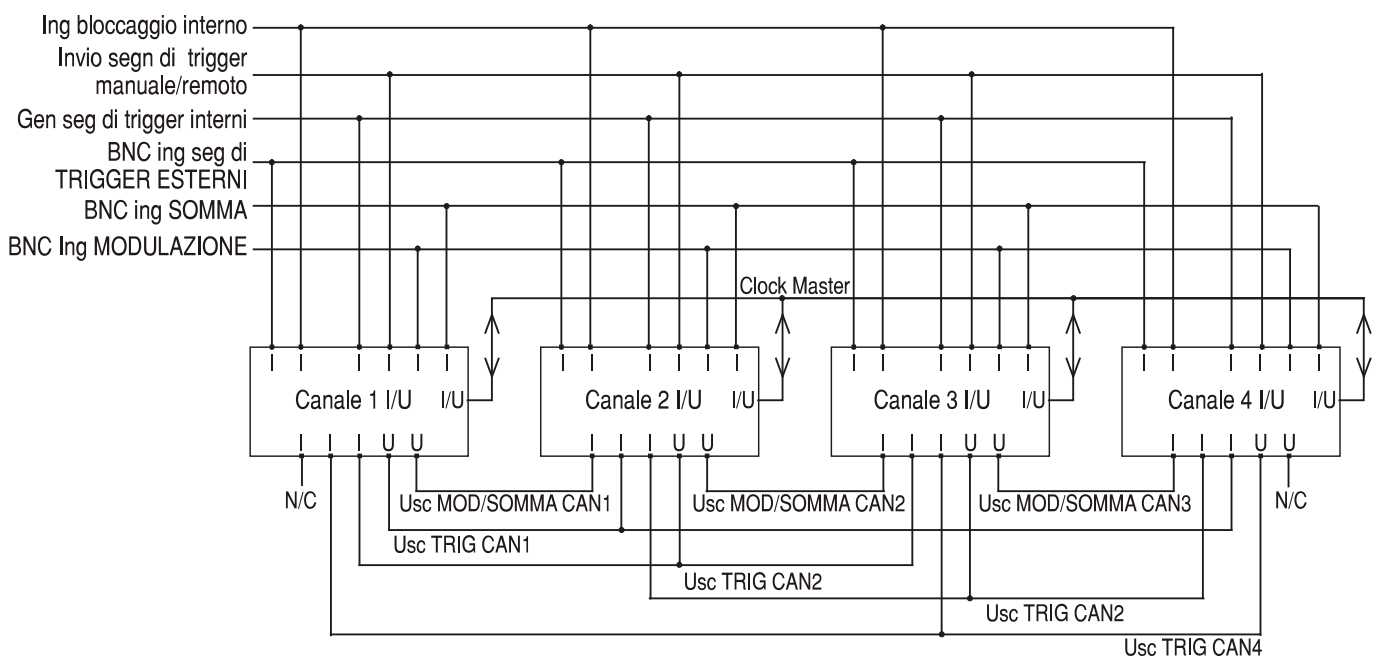 Ing bloccaggio interno
Invio segn di trigger
manuale/remoto
Gen seg di trigger interni
BNC ing seg di
TRIGGER ESTERNI
BNC ing SOMMA
BNC Ing MODULAZIONE
Clock Master
I I I I I I
I I I I I I
I I I I I I
I I I I I I
Canale 1 I/U I/U
Canale 2 I/U I/U
Canale 3 I/U I/U
Canale 4 I/U I/U
I I I U U
I I I U U
I I I U U
I I I U U
N/C
Usc MOD/SOMMA CAN1
Usc MOD/SOMMA CAN2
Usc MOD/SOMMA CAN3
N/C
Usc TRIG CAN1
Usc TRIG CAN2
Usc TRIG CAN2
Usc TRIG CAN4